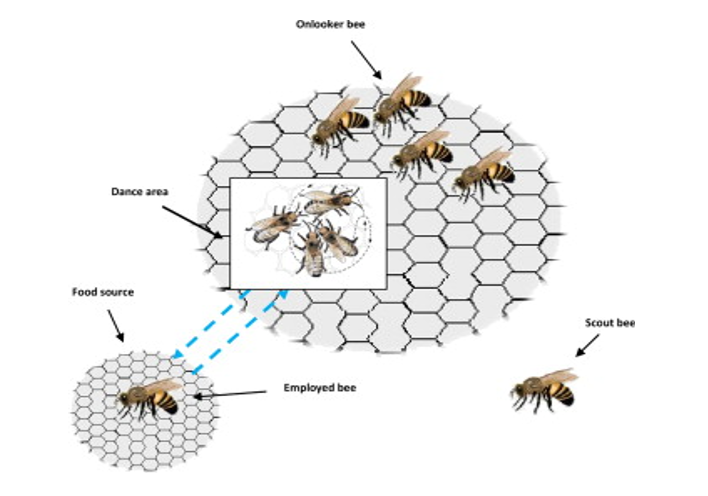 Onlooker bee
Dance area
Food source
Scout bee
Employed bee